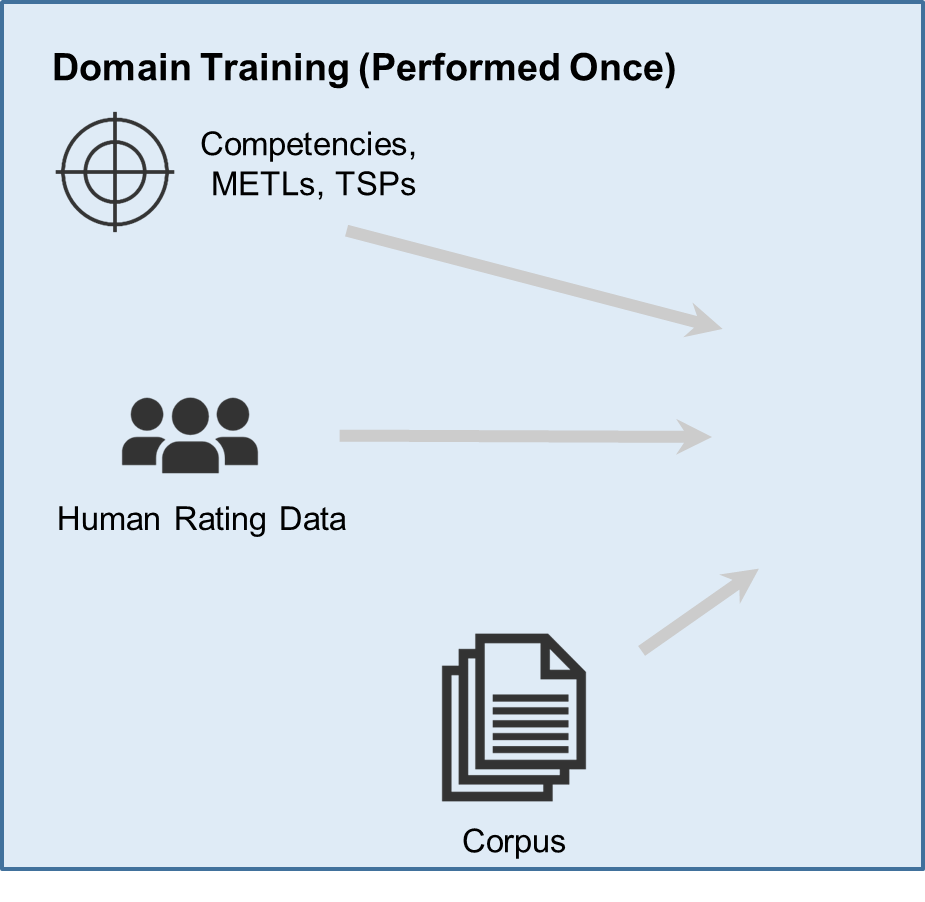 Domain Training (Performed Once)
Competencies,
METLs, TSPs
Human Rating Data
Corpus